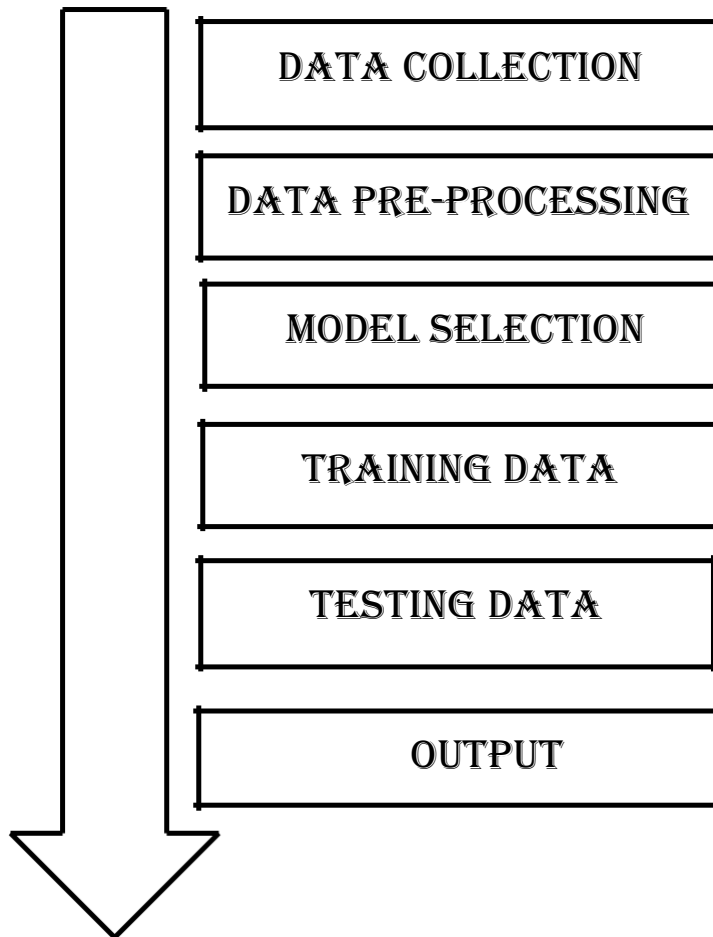 DATA COLLECTION
DATA PRE-PROCESSING
MODEL SELECTION
TRAINING DATA
TESTING DATA
OUTPUT